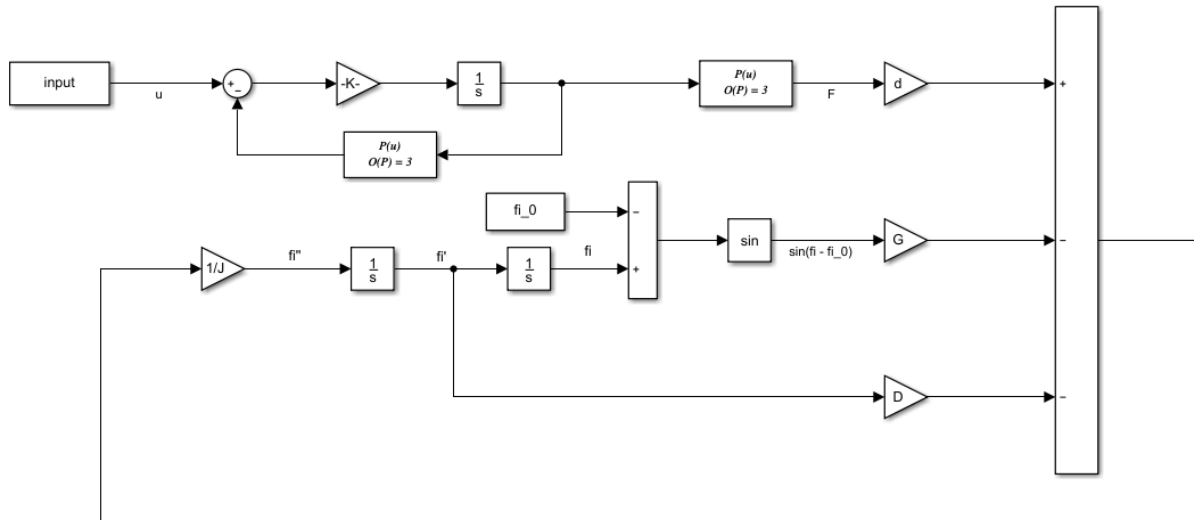 input
u
+
−
-K-
1
s
P(u)
O(P) = 3
F
d
+
P(u)
O(P) = 3
fi_0
−
+
sin
sin(fi - fi_0)
G
−
1/J
fi''
1
s
fi'
1
s
fi
D
−